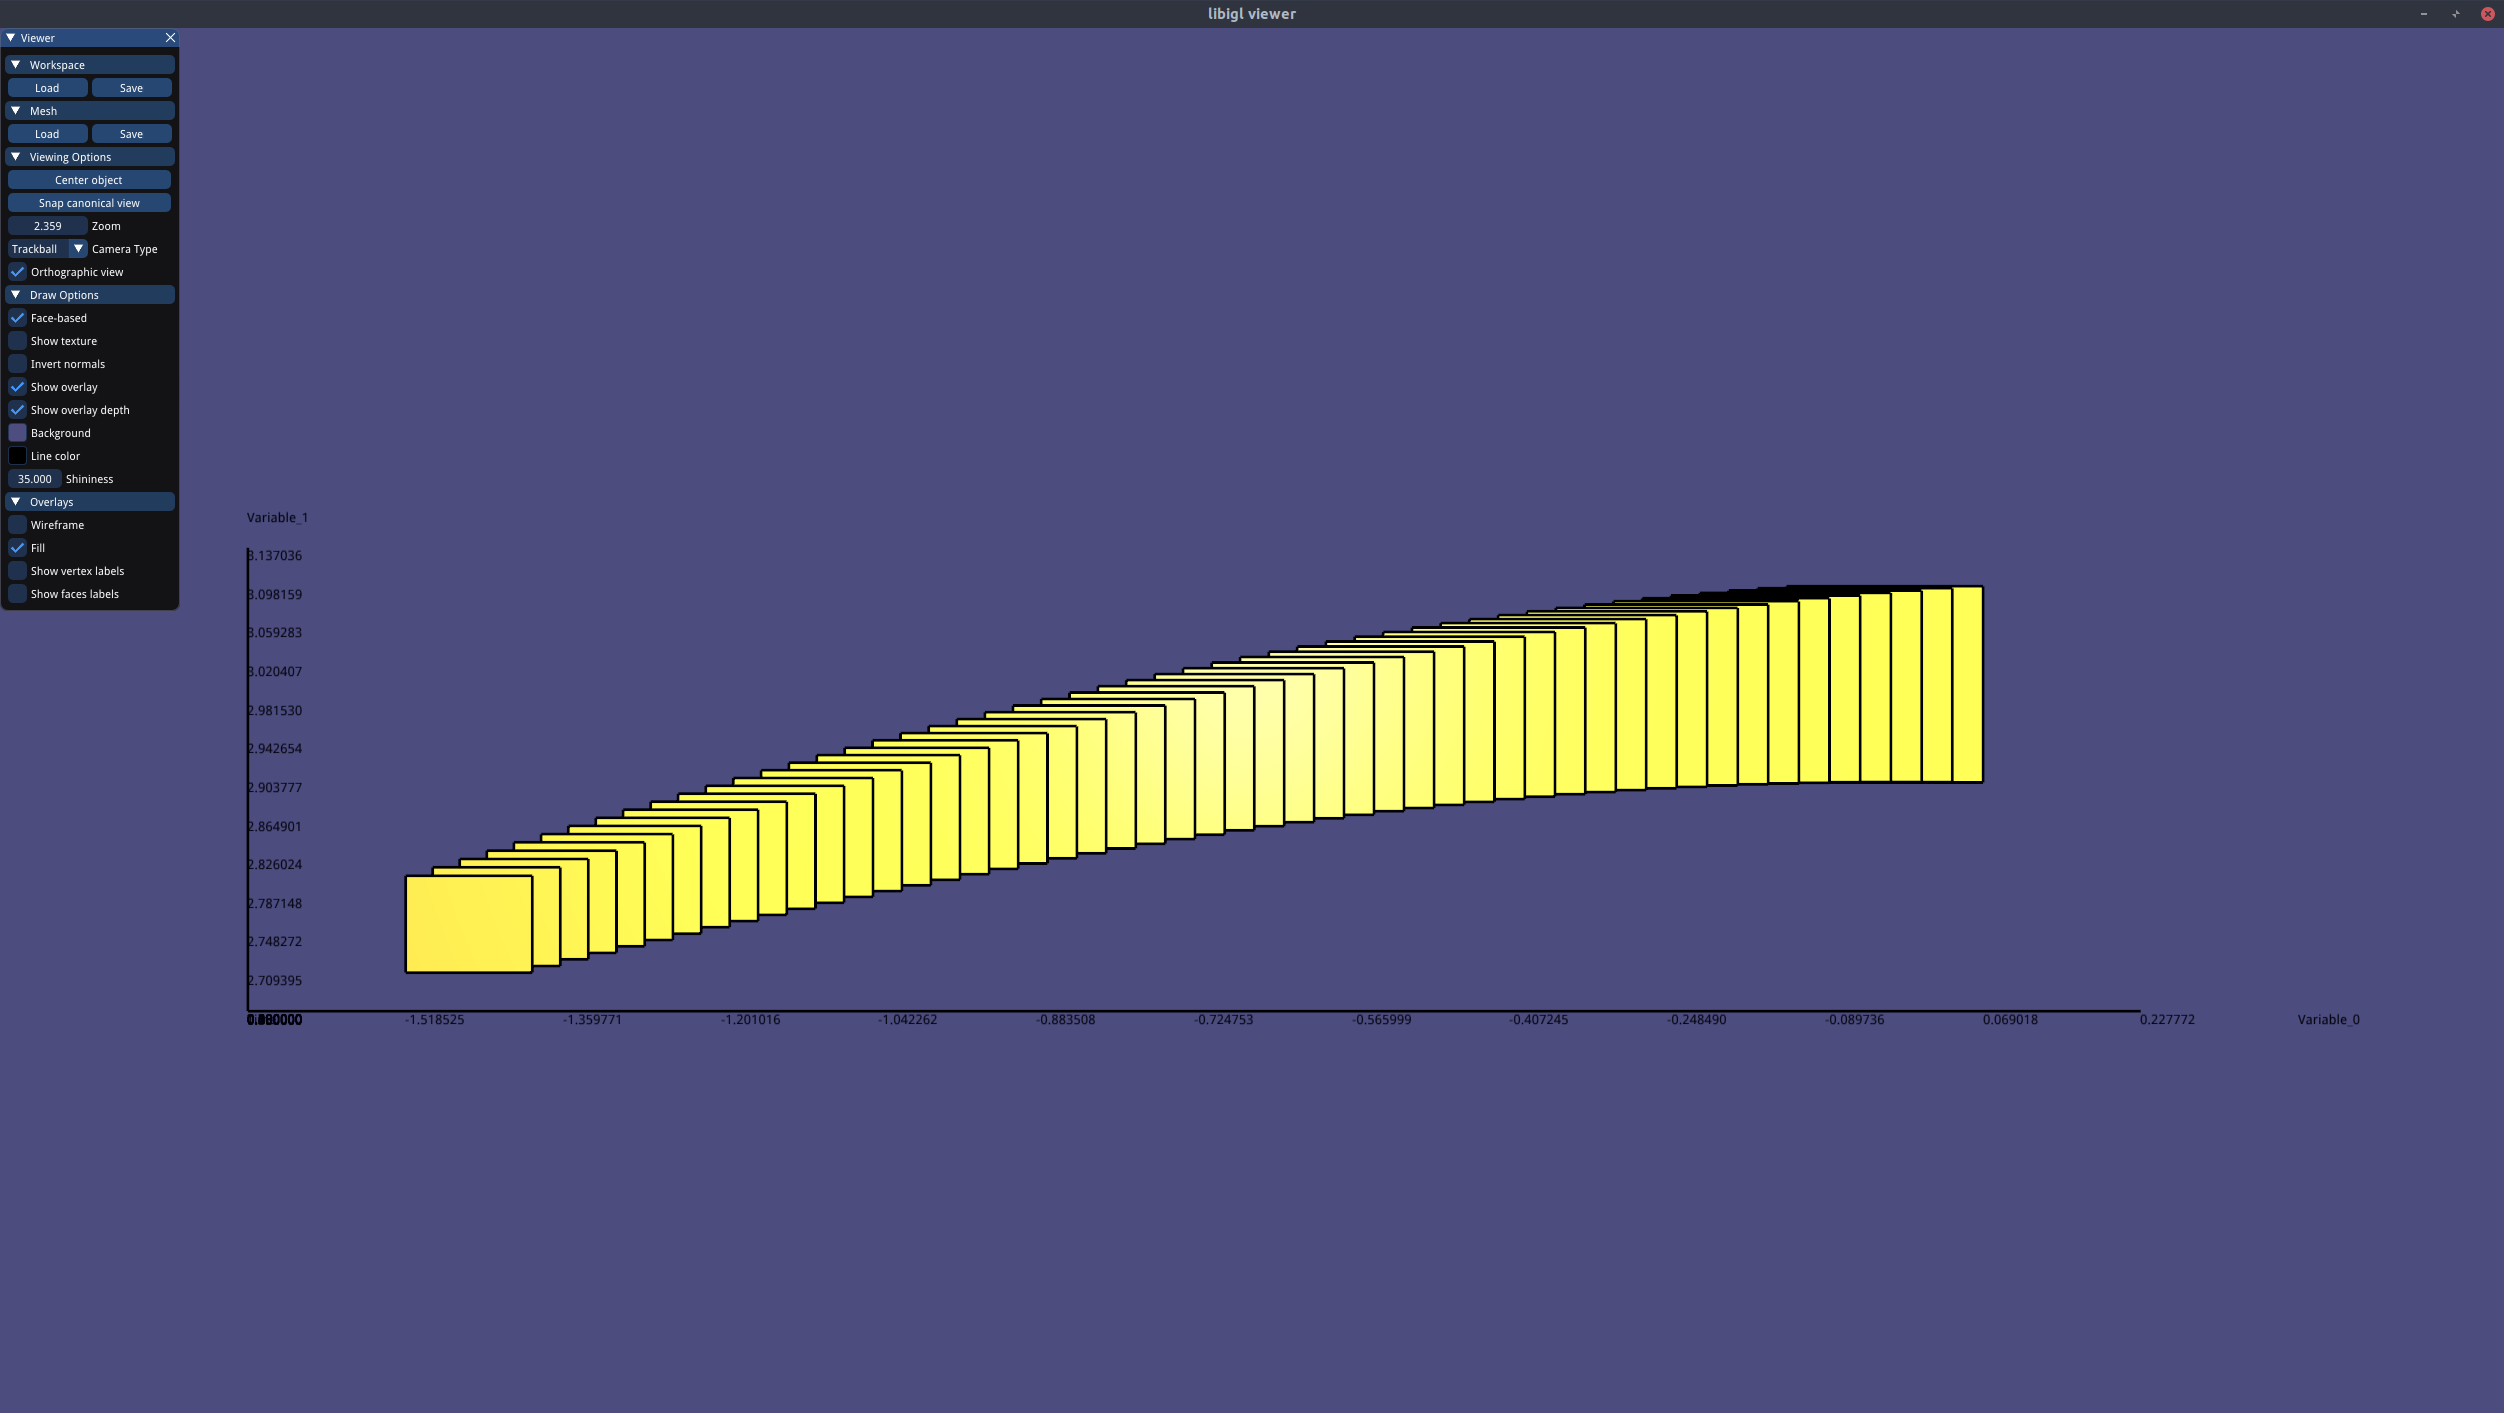 libigl viewer
Viewer
Workspace
Load Save
Mesh
Load Save
Viewing Options
Center object
Snap canonical view
2.359 Zoom
Trackball Camera Type
Orthographic view
Draw Options
Face-based
Show texture
Invert normals
Show overlay
Show overlay depth
Background
Line color
35.000 Shininess
Overlays
Wireframe
Fill
Show vertex labels
Show faces labels
Variable_1
3.137036
3.098159
3.059283
3.020407
2.981530
2.942654
2.903777
2.864901
2.826024
2.787148
2.748272
2.709395
-1.518525 -1.359771 -1.201016 -1.042262 -0.883508 -0.724753 -0.565999 -0.407245 -0.248490 -0.089736 0.069018 0.227772 Variable_0